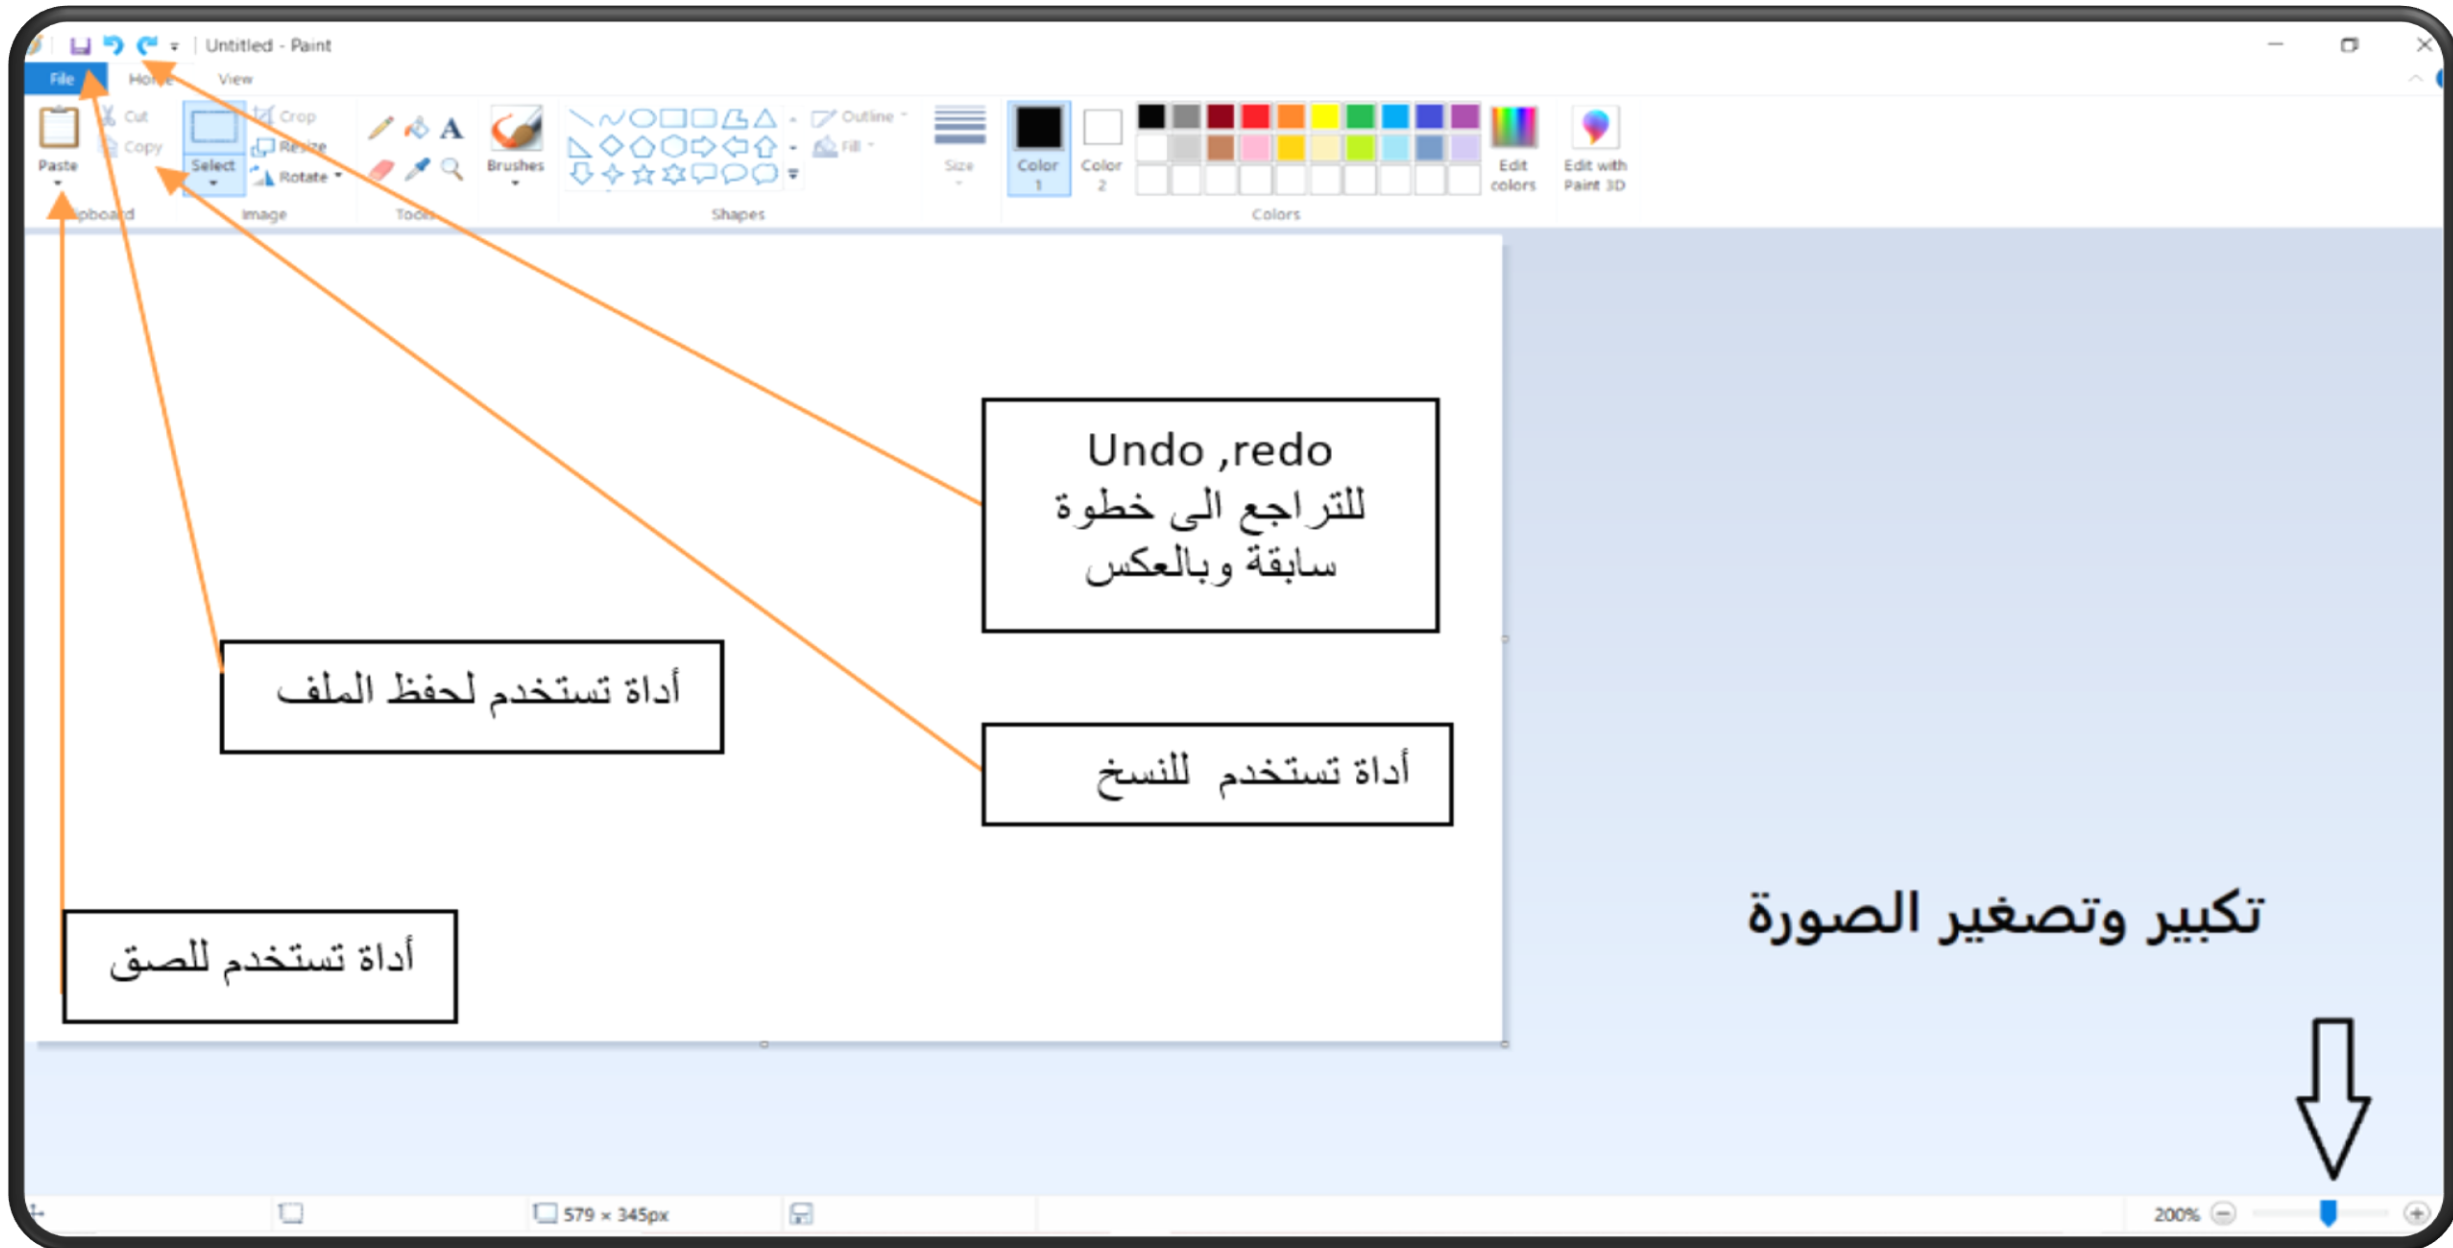 Untitled - Paint
File Home View
Paste
Cut
Copy
Clipboard
Select
Crop
Resize
Rotate
Image
Tools
Brushes
Shapes
Outline
Fill
Size
Color 1
Color 2
Colors
Edit colors
Edit with Paint 3D
Undo ,redo
للتراجع الى خطوة
سابقة وبالعكس
أداة تستخدم لحفظ الملف
أداة تستخدم للنسخ
أداة تستخدم للصق
تكبير وتصغير الصورة
579 × 345px
200%